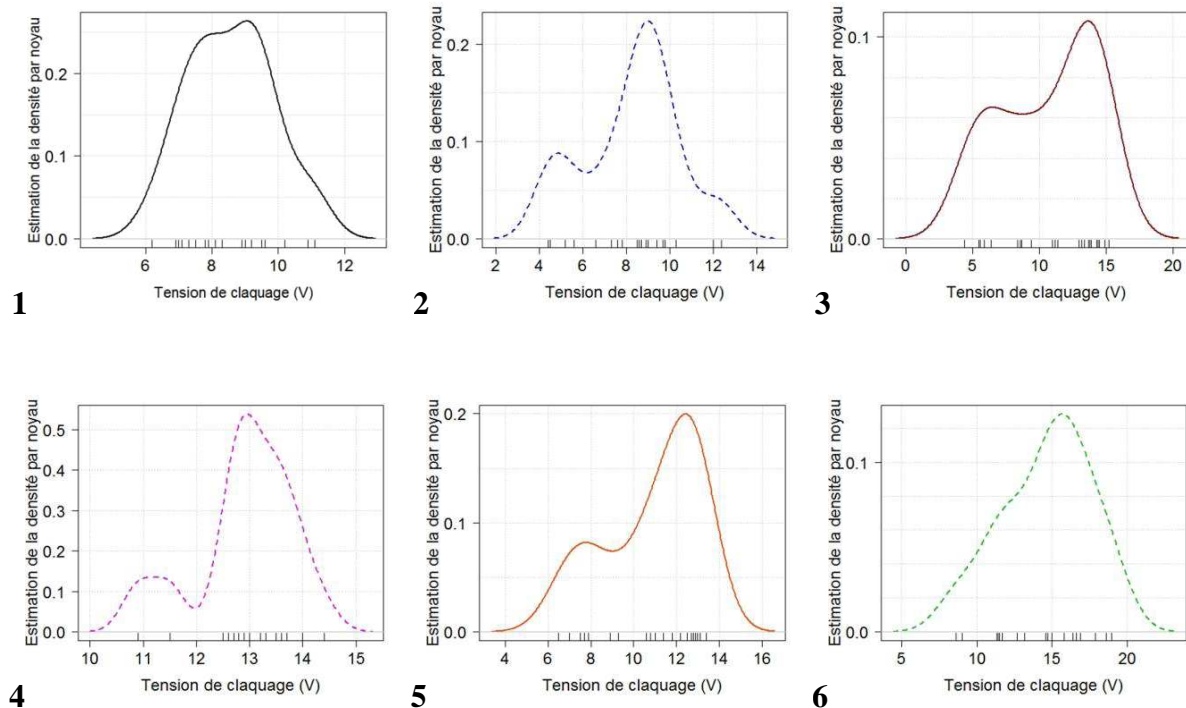 Estimation de la densité par noyau
0.2
0.1
0.0
6 8 10 12
Tension de claquage (V)
1
Estimation de la densité par noyau
0.2
0.1
0.0
2 4 6 8 10 12 14
Tension de claquage (V)
2
Estimation de la densité par noyau
0.1
0.0
0 5 10 15 20
Tension de claquage (V)
3
Estimation de la densité par noyau
0.5
0.4
0.3
0.2
0.1
0.0
10 11 12 13 14 15
Tension de claquage (V)
4
Estimation de la densité par noyau
0.2
0.1
0.0
4 6 8 10 12 14 16
Tension de claquage (V)
5
Estimation de la densité par noyau
0.1
0.0
5 10 15 20
Tension de claquage (V)
6